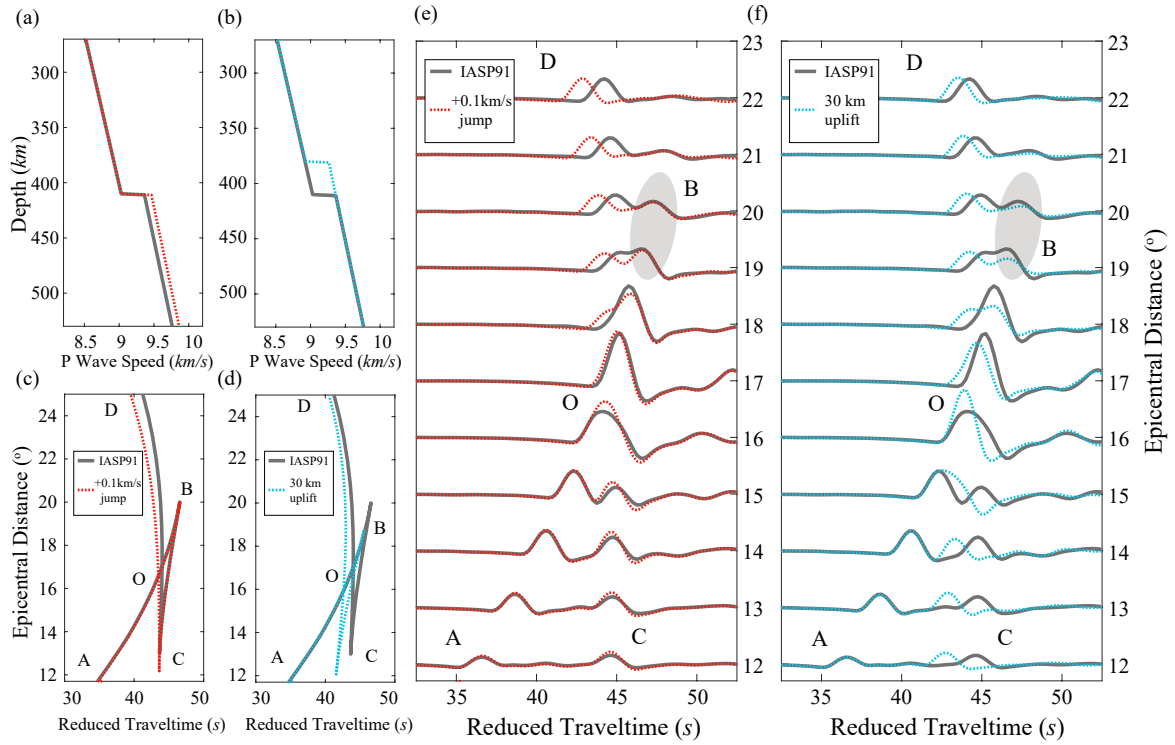 (a)
(b)
(e)
(f)
300
350
400
450
500
Depth (km)
8.5
9
9.5
10
P Wave Speed (km/s)
300
350
400
450
500
8.5
9
9.5
10
P Wave Speed (km/s)
(c)
(d)
24
22
20
18
16
14
12
Epicentral Distance (°)
D
IASP91
+0.1km/s
jump
B
O
A
C
30
40
50
Reduced Traveltime (s)
24
22
20
18
16
14
12
D
IASP91
30 km
uplift
B
O
A
C
30
40
50
Reduced Traveltime (s)
IASP91
+0.1km/s
jump
D
B
O
A
C
23
22
21
20
19
18
17
16
15
14
13
12
35
40
45
50
Reduced Traveltime (s)
IASP91
30 km
uplift
D
B
O
A
C
23
22
21
20
19
18
17
16
15
14
13
12
Epicentral Distance (°)
35
40
45
50
Reduced Traveltime (s)